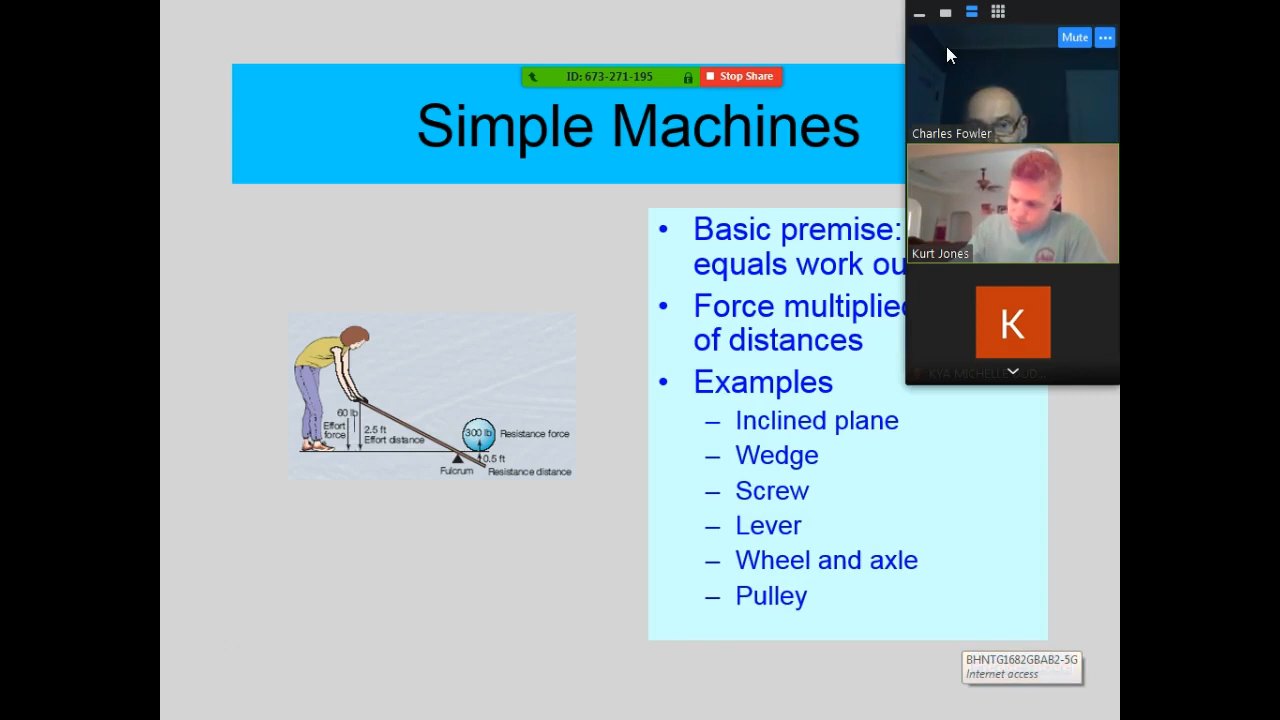 ID: 673-271-195
Stop Share
Mute
Simple Machines
Charles Fowler
Kurt Jones
K
• Basic premise:
equals work ou
• Force multiplied
of distances
• Examples
– Inclined plane
– Wedge
– Screw
– Lever
– Wheel and axle
– Pulley
60 lb
Effort
force
2.5 ft
Effort distance
300 lb
Resistance force
0.5 ft
Fulcrum
Resistance distance
BHNTG1682GBAB2-5G
Internet access